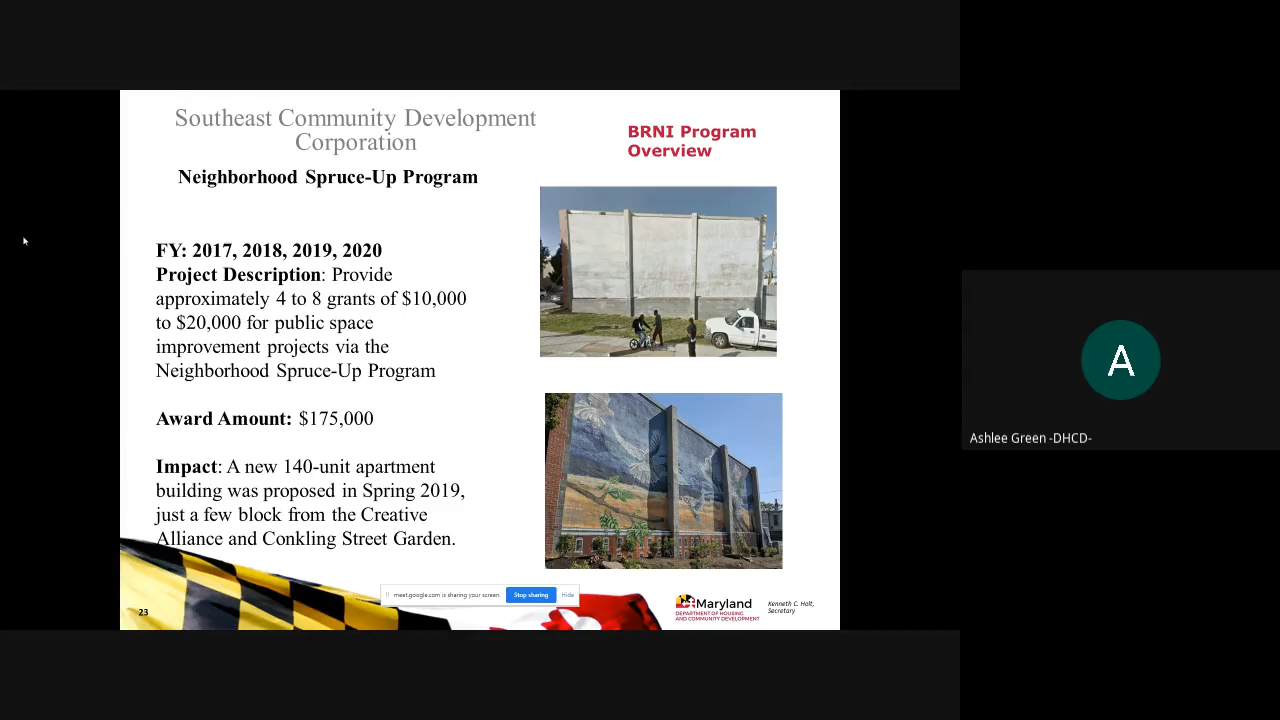 Southeast Community Development
Corporation
BRNI Program
Overview
Neighborhood Spruce-Up Program
FY: 2017, 2018, 2019, 2020
Project Description: Provide
approximately 4 to 8 grants of $10,000
to $20,000 for public space
improvement projects via the
Neighborhood Spruce-Up Program
Award Amount: $175,000
Impact: A new 140-unit apartment
building was proposed in Spring 2019,
just a few block from the Creative
Alliance and Conkling Street Garden.
meet.google.com is sharing your screen.
Stop sharing
Hide
23
Maryland
DEPARTMENT OF HOUSING
AND COMMUNITY DEVELOPMENT
Kenneth C. Holt,
Secretary
A
Ashlee Green -DHCD-